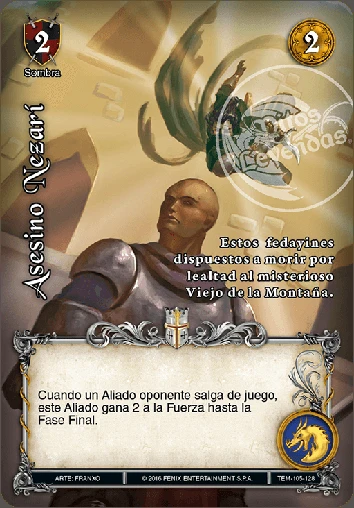 2
Sombra
2
Asesino Nezarí
Mitos
Leyendas
Estos fedayines
dispuestos a morir por
lealtad al misterioso
Viejo de la Montaña.
Cuando un Aliado oponente salga de juego,
este Aliado gana 2 a la Fuerza hasta la
Fase Final.
ARTE: FRANXO
© 2016 FENIX ENTERTAINMENT S.P.A.
TEM-105-128